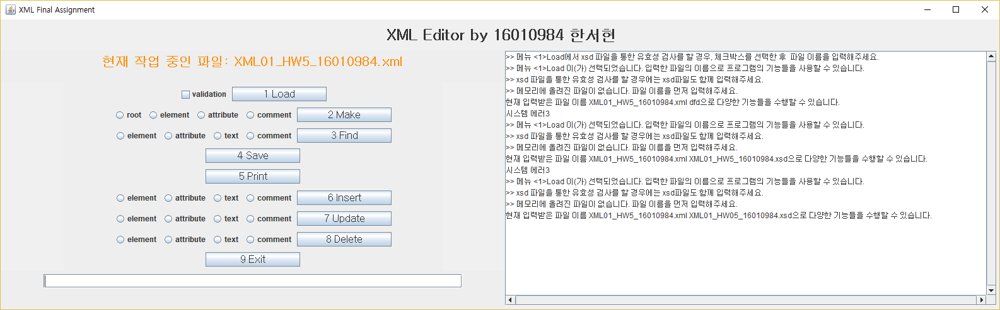 XML Final Assignment
XML Editor by 16010984 한서현
현재 작업 중인 파일: XML01_HW5_16010984.xml
validation 1 Load
root element attribute comment 2 Make
element attribute text comment 3 Find
4 Save
5 Print
element attribute text comment 6 Insert
element attribute text comment 7 Update
element attribute text comment 8 Delete
9 Exit
>> 메뉴 <1>Load에서 xsd 파일을 통한 유효성 검사를 할 경우, 체크박스를 선택한 후 파일 이름을 입력해주세요.
>> 메뉴 <1>Load 이(가) 선택되었습니다. 입력한 파일의 이름으로 프로그램의 기능들을 사용할 수 있습니다.
>> xsd 파일을 통한 유효성 검사를 할 경우에는 xsd파일도 함께 입력해주세요.
>> 메모리에 올려진 파일이 없습니다. 파일 이름을 먼저 입력해주세요.
현재 입력받은 파일 이름 XML01_HW5_16010984.xml dfd으로 다양한 기능들을 수행할 수 있습니다.
시스템 에러3
>> 메뉴 <1>Load 이(가) 선택되었습니다. 입력한 파일의 이름으로 프로그램의 기능들을 사용할 수 있습니다.
>> xsd 파일을 통한 유효성 검사를 할 경우에는 xsd파일도 함께 입력해주세요.
>> 메모리에 올려진 파일이 없습니다. 파일 이름을 먼저 입력해주세요.
현재 입력받은 파일 이름 XML01_HW5_16010984.xml XML01_HW5_16010984.xsd으로 다양한 기능들을 수행할 수 있습니다.
시스템 에러3
>> 메뉴 <1>Load 이(가) 선택되었습니다. 입력한 파일의 이름으로 프로그램의 기능들을 사용할 수 있습니다.
>> xsd 파일을 통한 유효성 검사를 할 경우에는 xsd파일도 함께 입력해주세요.
>> 메모리에 올려진 파일이 없습니다. 파일 이름을 먼저 입력해주세요.
현재 입력받은 파일 이름 XML01_HW5_16010984.xml XML01_HW05_16010984.xsd으로 다양한 기능들을 수행할 수 있습니다.